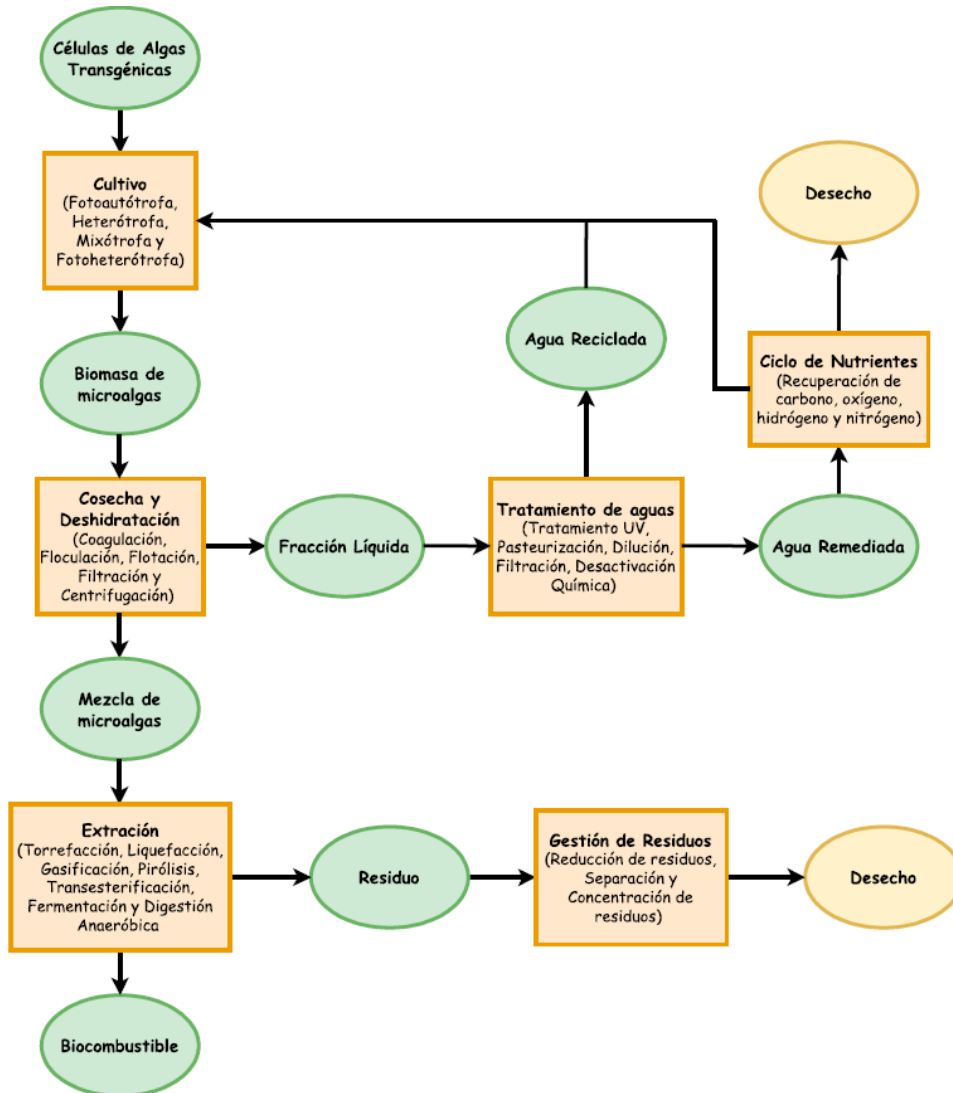 Células de Algas
Transgénicas
Cultivo
(Fotoautótrofa,
Heterótrofa,
Mixótrofa y
Fotoheterótrofa)
Desecho
Biomasa de
microalgas
Agua Reciclada
Ciclo de Nutrientes
(Recuperación de
carbono, oxígeno,
hidrógeno y nitrógeno)
Cosecha y
Deshidratación
(Coagulación,
Floculación, Flotación,
Filtración y
Centrifugación)
Fracción Líquida
Tratamiento de aguas
(Tratamiento UV,
Pasteurización, Dilución,
Filtración, Desactivación
Química)
Agua Remediada
Mezcla de
microalgas
Extración
(Torrefacción, Liquefacción,
Gasificación, Pirólisis,
Transesterificación,
Fermentación y Digestión
Anaeróbica
Residuo
Gestión de Residuos
(Reducción de residuos,
Separación y
Concentración de
residuos)
Desecho
Biocombustible